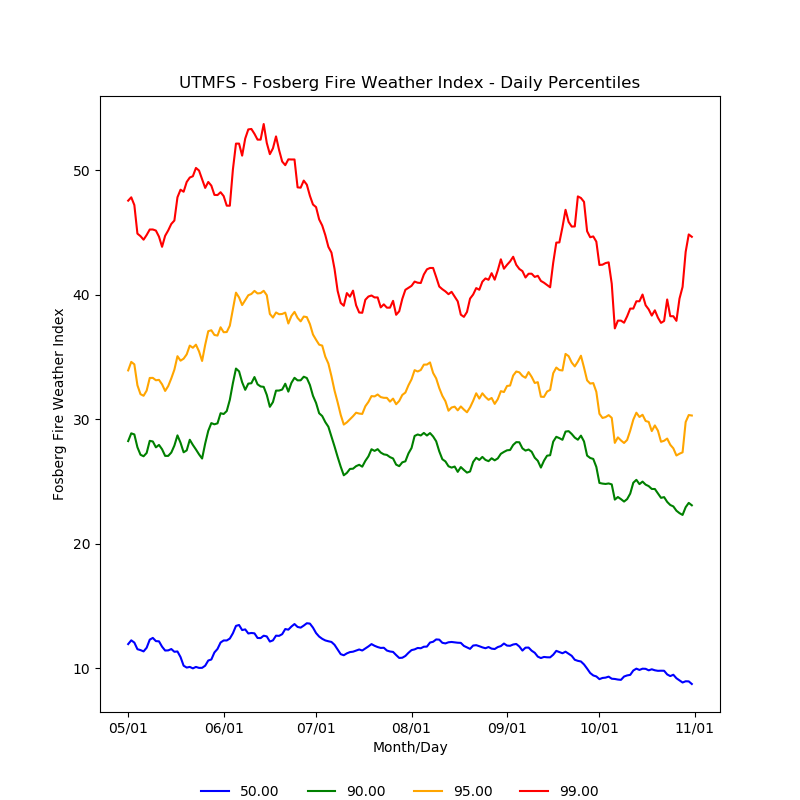 UTMFS - Fosberg Fire Weather Index - Daily Percentiles
Fosberg Fire Weather Index
50
40
30
20
10
05/01 06/01 07/01 08/01 09/01 10/01 11/01
Month/Day
50.00 90.00 95.00 99.00